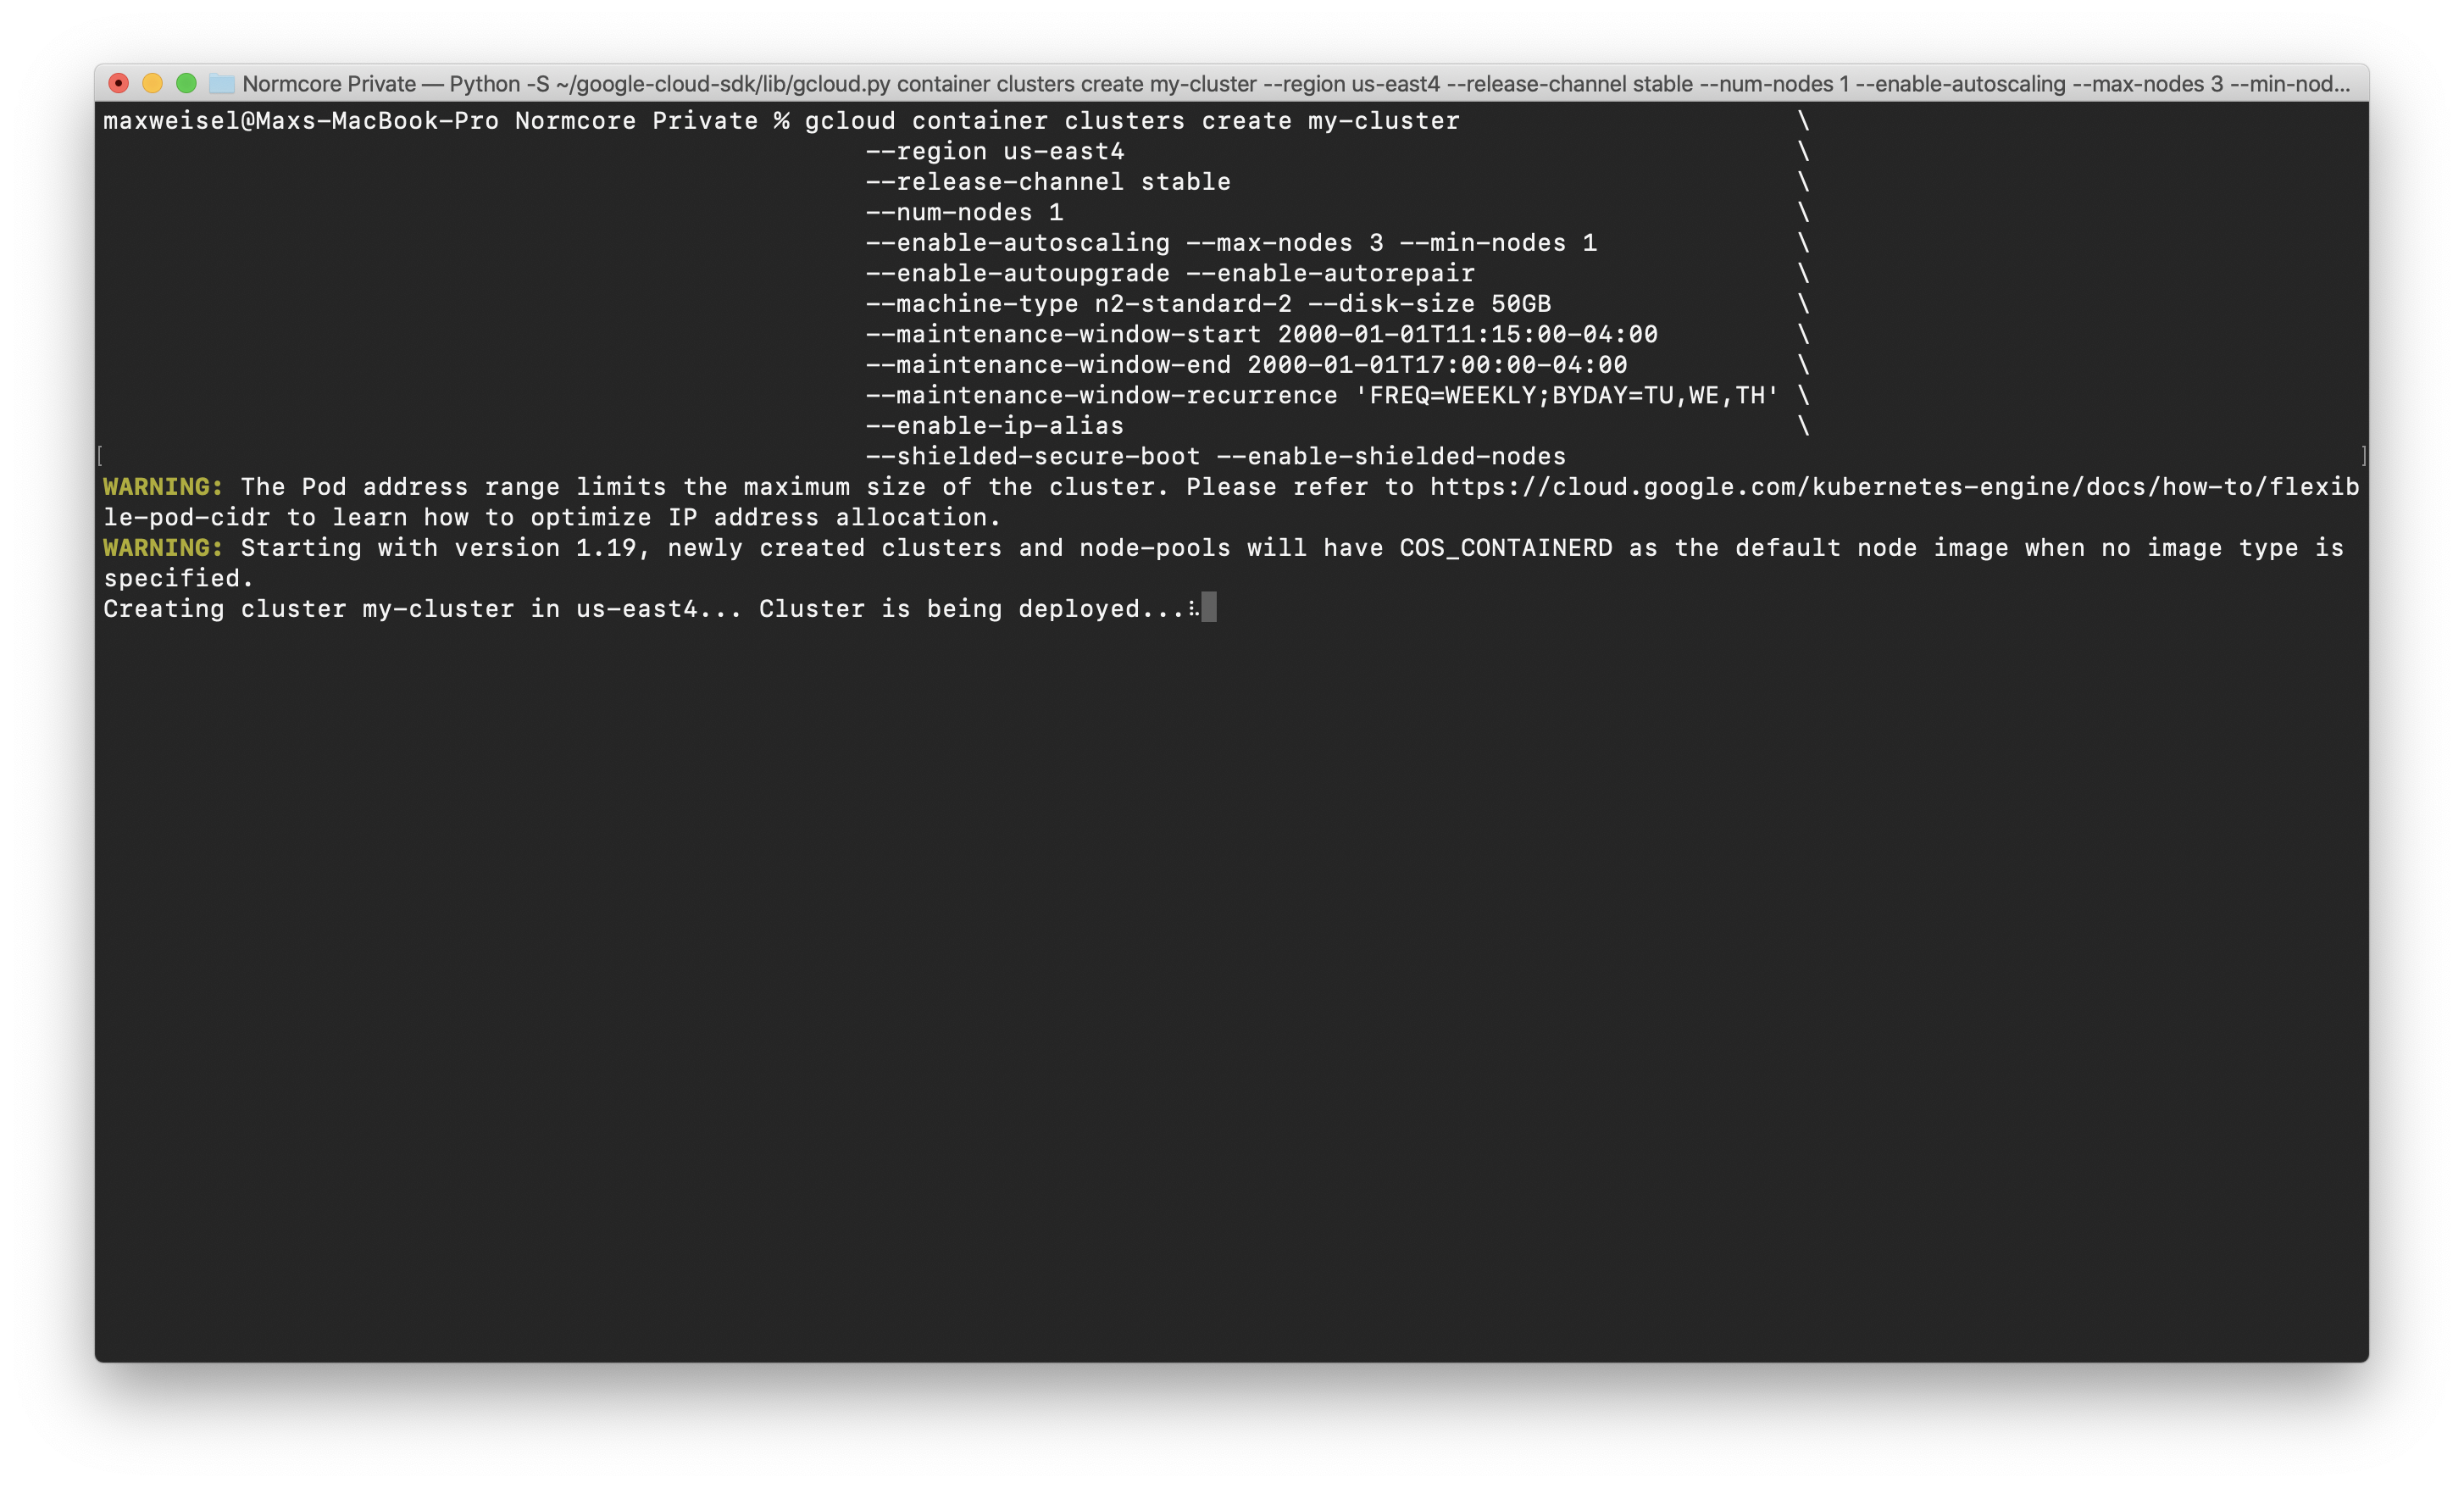 Normcore Private — Python -S ~/google-cloud-sdk/lib/gcloud.py container clusters create my-cluster --region us-east4 --release-channel stable --num-nodes 1 --enable-autoscaling --max-nodes 3 --min-nod...
maxweisel@Maxs-MacBook-Pro Normcore Private % gcloud container clusters create my-cluster \
--region us-east4 \
--release-channel stable \
--num-nodes 1 \
--enable-autoscaling --max-nodes 3 --min-nodes 1 \
--enable-autoupgrade --enable-autorepair \
--machine-type n2-standard-2 --disk-size 50GB \
--maintenance-window-start 2000-01-01T11:15:00-04:00 \
--maintenance-window-end 2000-01-01T17:00:00-04:00 \
--maintenance-window-recurrence 'FREQ=WEEKLY;BYDAY=TU,WE,TH' \
--enable-ip-alias \
[ --shielded-secure-boot --enable-shielded-nodes ]
WARNING: The Pod address range limits the maximum size of the cluster. Please refer to https://cloud.google.com/kubernetes-engine/docs/how-to/flexib
le-pod-cidr to learn how to optimize IP address allocation.
WARNING: Starting with version 1.19, newly created clusters and node-pools will have COS_CONTAINERD as the default node image when no image type is
specified.
Creating cluster my-cluster in us-east4... Cluster is being deployed...⠧